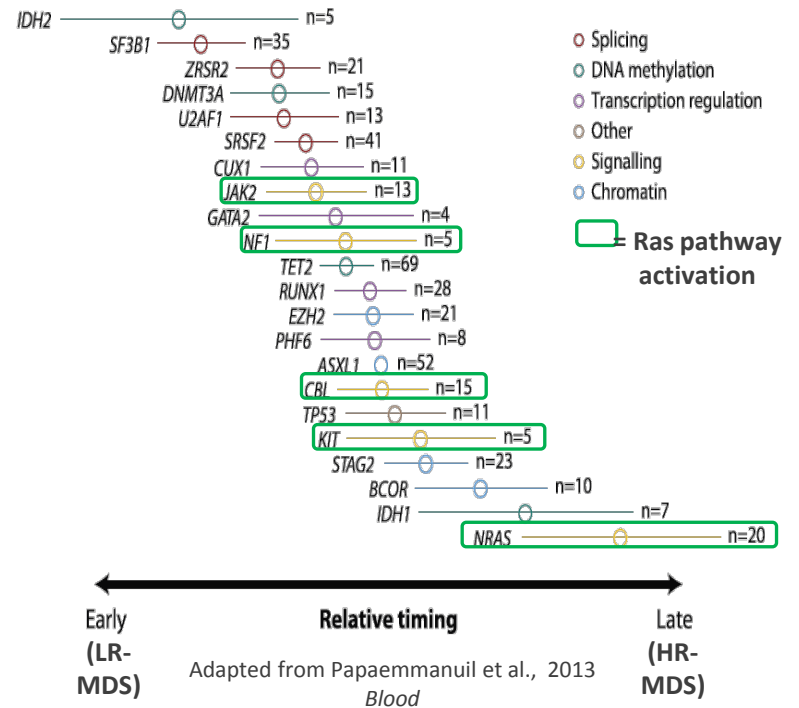 IDH2 n=5
SF3B1 n=35
ZRSR2 n=21
DNMT3A n=15
U2AF1 n=13
SRSF2 n=41
CUX1 n=11
JAK2 n=13
GATA2 n=4
NF1 n=5
TET2 n=69
RUNX1 n=28
EZH2 n=21
PHF6 n=8
ASXL1 n=52
CBL n=15
TP53 n=11
KIT n=5
STAG2 n=23
BCOR n=10
IDH1 n=7
NRAS n=20
Splicing
DNA methylation
Transcription regulation
Other
Signalling
Chromatin
= Ras pathway
activation
Early
(LR-
MDS)
Relative timing
Late
(HR-
MDS)
Adapted from Papaemmanuil et al., 2013
Blood